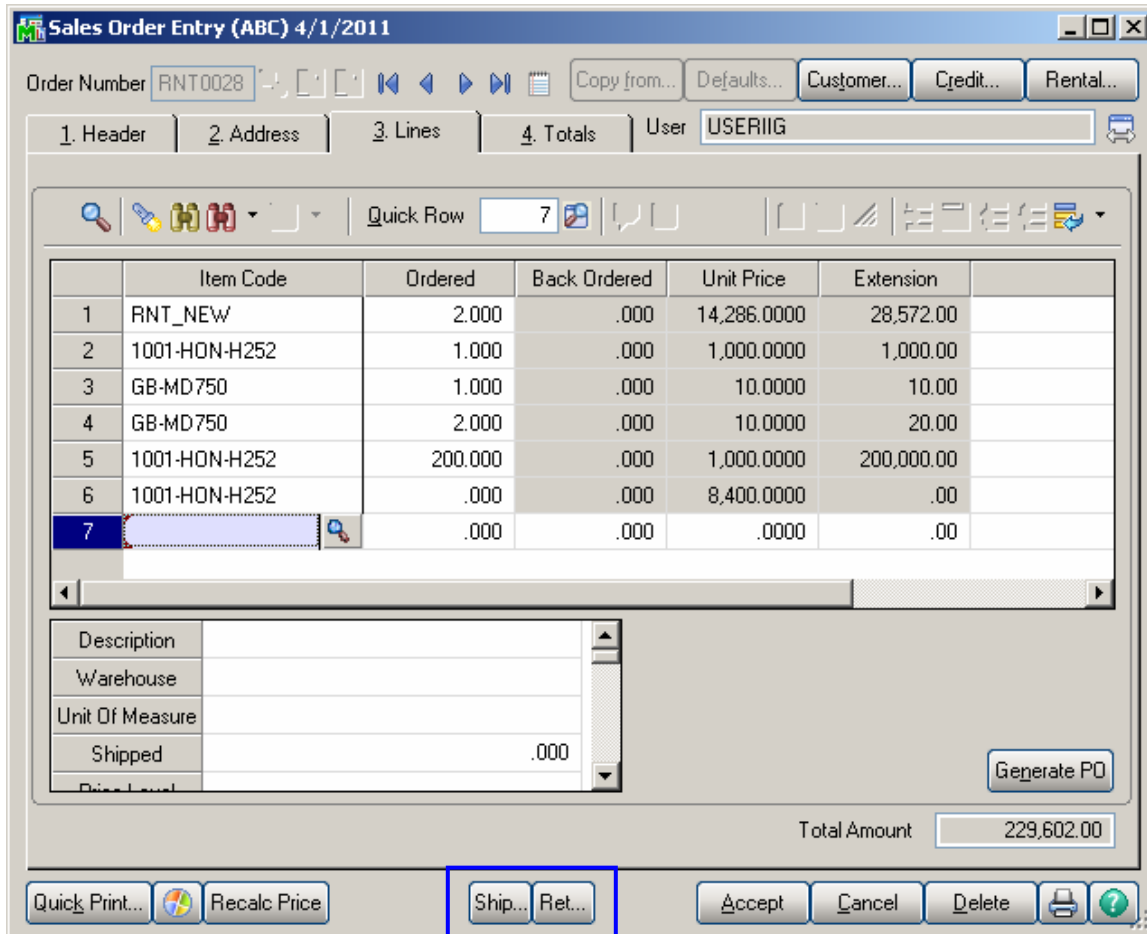 Sales Order Entry (ABC) 4/1/2011
Order Number RNT0028 Copy from... Defaults... Customer... Credit... Rental...
1. Header 2. Address 3. Lines 4. Totals User USERIIG
Quick Row 7
Item Code Ordered Back Ordered Unit Price Extension
1 RNT_NEW 2.000 .000 14,286.0000 28,572.00
2 1001-HON-H252 1.000 .000 1,000.0000 1,000.00
3 GB-MD750 1.000 .000 10.0000 10.00
4 GB-MD750 2.000 .000 10.0000 20.00
5 1001-HON-H252 200.000 .000 1,000.0000 200,000.00
6 1001-HON-H252 .000 .000 8,400.0000 .00
7 .000 .000 .0000 .00
Description
Warehouse
Unit Of Measure
Shipped .000
Generate PO
Total Amount 229,602.00
Quick Print... Recalc Price Ship... Ret... Accept Cancel Delete